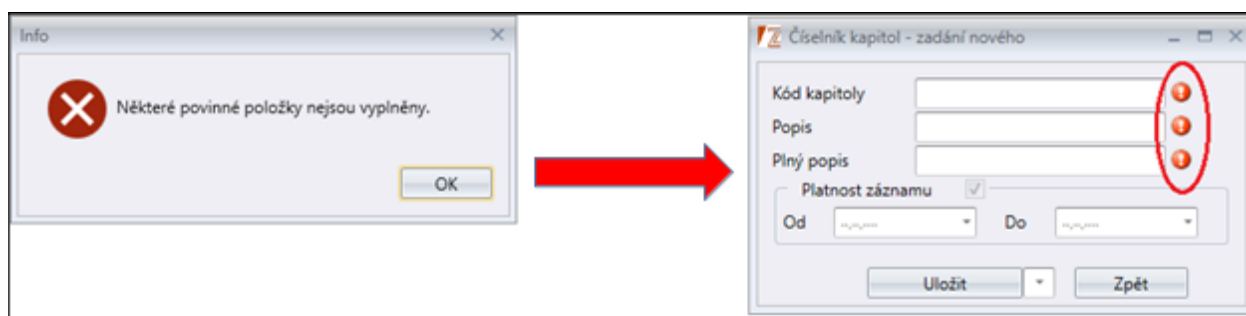 Info
Některé povinné položky nejsou vyplněny.
OK
Číselník kapitol - zadání nového
Kód kapitoly
Popis
Plný popis
Platnost záznamu
Od
Do
Uložit
Zpět